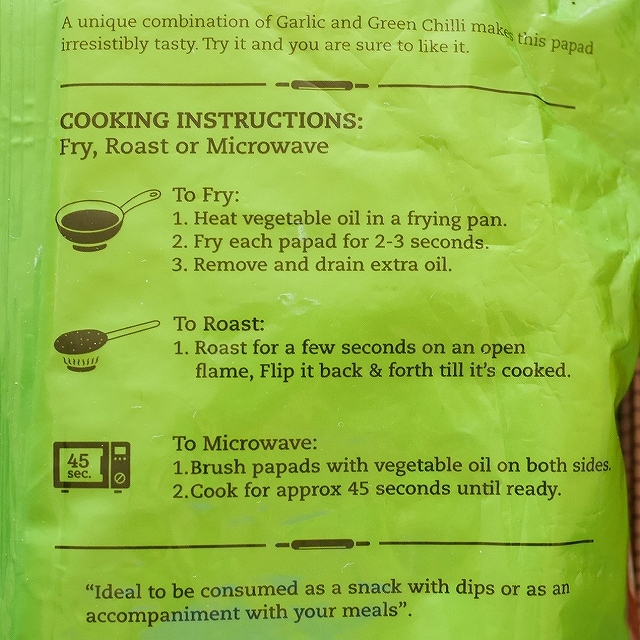 A unique combination of Garlic and Green Chilli makes this papad
irresistibly tasty. Try it and you are sure to like it.
COOKING INSTRUCTIONS:
Fry, Roast or Microwave
To Fry:
1. Heat vegetable oil in a frying pan.
2. Fry each papad for 2-3 seconds.
3. Remove and drain extra oil.
To Roast:
1. Roast for a few seconds on an open
flame, Flip it back & forth till it's cooked.
45
sec.
To Microwave:
1.Brush papads with vegetable oil on both sides.
2.Cook for approx 45 seconds until ready.
“Ideal to be consumed as a snack with dips or as an
accompaniment with your meals”.